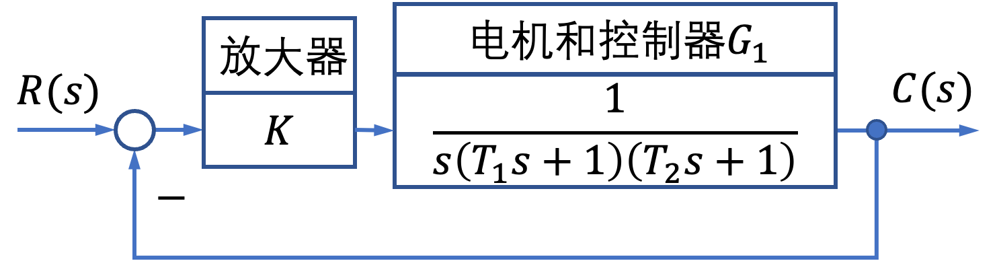 R(s)
放大器
K
电机和控制器G₁
1
s(T₁s + 1)(T₂s + 1)
C(s)
−